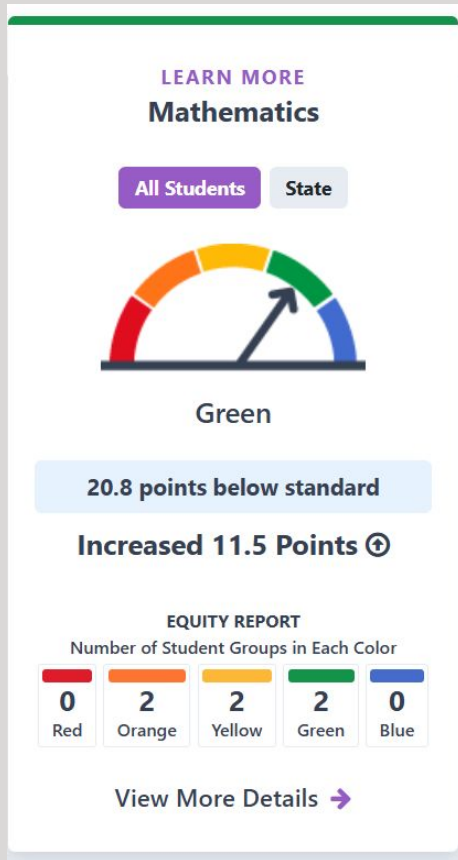 LEARN MORE
Mathematics
All Students State
Green
20.8 points below standard
Increased 11.5 Points
EQUITY REPORT
Number of Student Groups in Each Color
0 2 2 2 0
Red Orange Yellow Green Blue
View More Details